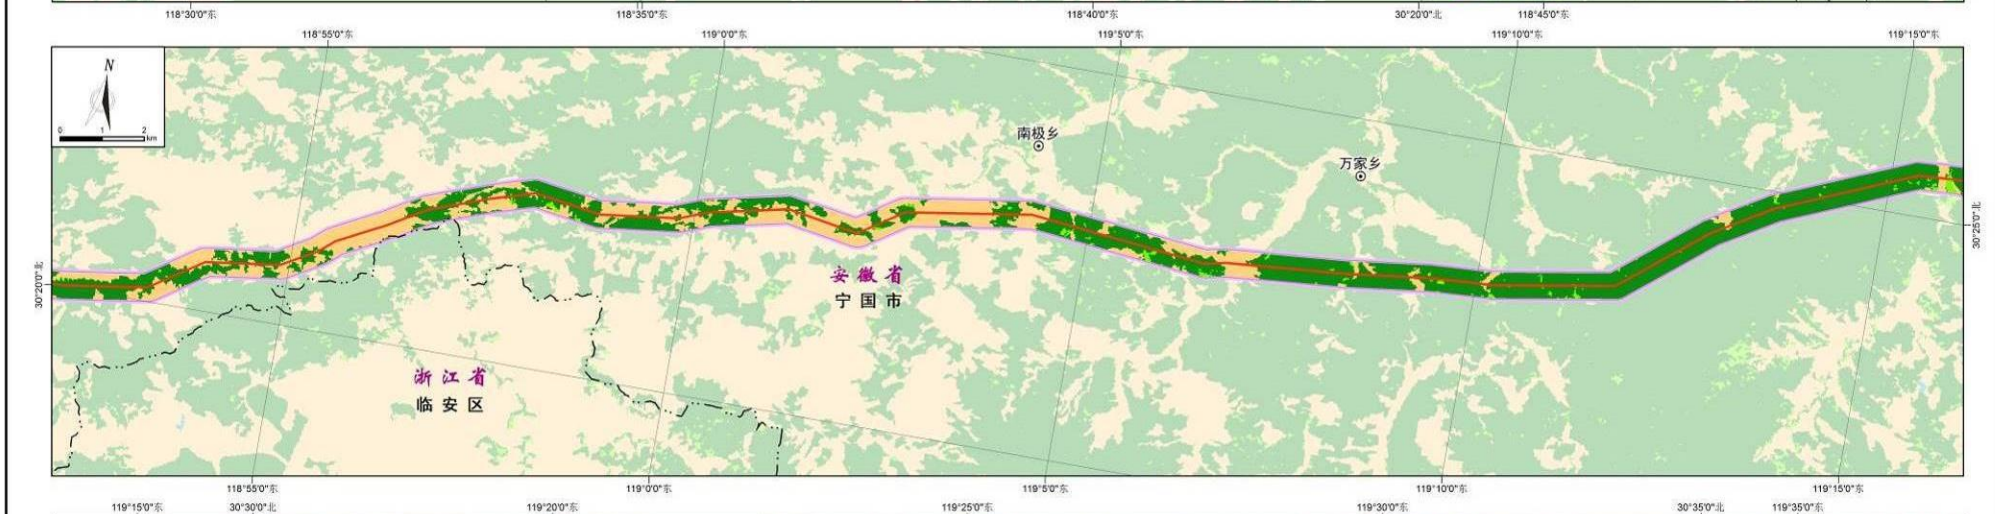 118°30'0"东 118°35'0"东 118°40'0"东 30°20'0"北 118°45'0"东
118°55'0"东 119°0'0"东 119°5'0"东 119°10'0"东 119°15'0"东
N
0 1 2
km
南极乡
万家乡
30°25'0"北
30°20'0"北
安徽省
宁国市
浙江省
临安区
118°55'0"东 119°0'0"东 119°5'0"东 119°10'0"东 119°15'0"东
119°15'0"东 30°30'0"北 119°20'0"东 119°25'0"东 119°30'0"东 30°35'0"北 119°35'0"东